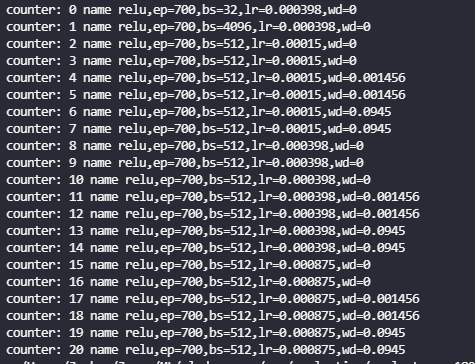 counter: 0 name relu,ep=700,bs=32,lr=0.000398,wd=0
counter: 1 name relu,ep=700,bs=4096,lr=0.000398,wd=0
counter: 2 name relu,ep=700,bs=512,lr=0.00015,wd=0
counter: 3 name relu,ep=700,bs=512,lr=0.00015,wd=0
counter: 4 name relu,ep=700,bs=512,lr=0.00015,wd=0.001456
counter: 5 name relu,ep=700,bs=512,lr=0.00015,wd=0.001456
counter: 6 name relu,ep=700,bs=512,lr=0.00015,wd=0.0945
counter: 7 name relu,ep=700,bs=512,lr=0.00015,wd=0.0945
counter: 8 name relu,ep=700,bs=512,lr=0.000398,wd=0
counter: 9 name relu,ep=700,bs=512,lr=0.000398,wd=0
counter: 10 name relu,ep=700,bs=512,lr=0.000398,wd=0
counter: 11 name relu,ep=700,bs=512,lr=0.000398,wd=0.001456
counter: 12 name relu,ep=700,bs=512,lr=0.000398,wd=0.001456
counter: 13 name relu,ep=700,bs=512,lr=0.000398,wd=0.0945
counter: 14 name relu,ep=700,bs=512,lr=0.000398,wd=0.0945
counter: 15 name relu,ep=700,bs=512,lr=0.000875,wd=0
counter: 16 name relu,ep=700,bs=512,lr=0.000875,wd=0
counter: 17 name relu,ep=700,bs=512,lr=0.000875,wd=0.001456
counter: 18 name relu,ep=700,bs=512,lr=0.000875,wd=0.001456
counter: 19 name relu,ep=700,bs=512,lr=0.000875,wd=0.0945
counter: 20 name relu,ep=700,bs=512,lr=0.000875,wd=0.0945